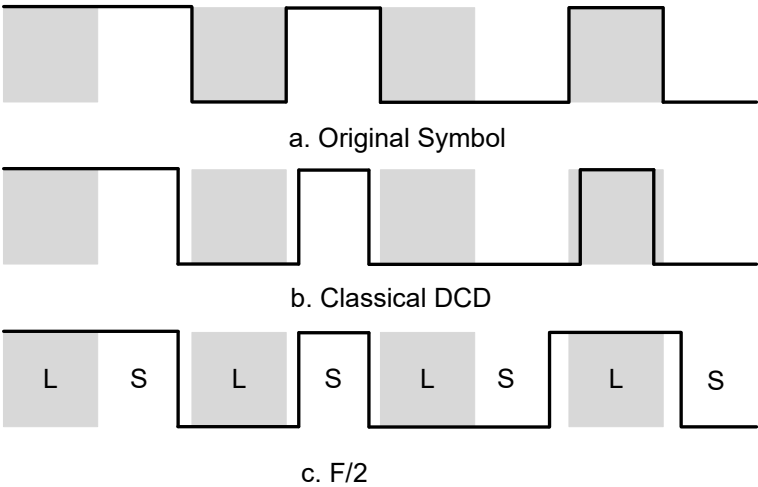 a. Original Symbol
b. Classical DCD
L S L S L S L S
c. F/2